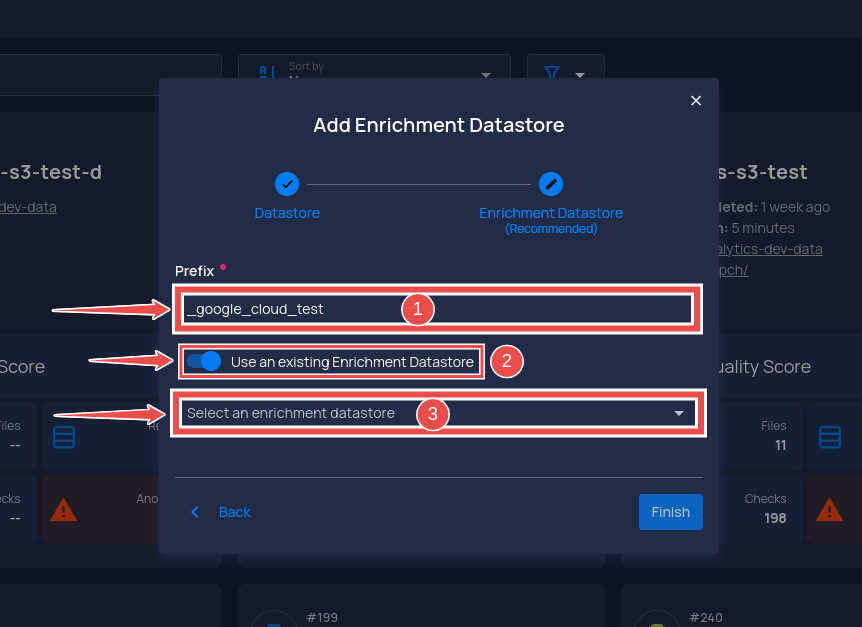 Sort by
Add Enrichment Datastore
-s3-test-d
s-s3-test
dev-data
leted: 1 week ago
Datastore
Enrichment Datastore
(Recommended)
n: 5 minutes
alytics-dev-data
pch/
Prefix
_google_cloud_test
1
Use an existing Enrichment Datastore
2
Score
uality Score
Select an enrichment datastore
3
Files
--
Re
Files
11
cks
--
Ano
Checks
198
Back
Finish
#199
#240